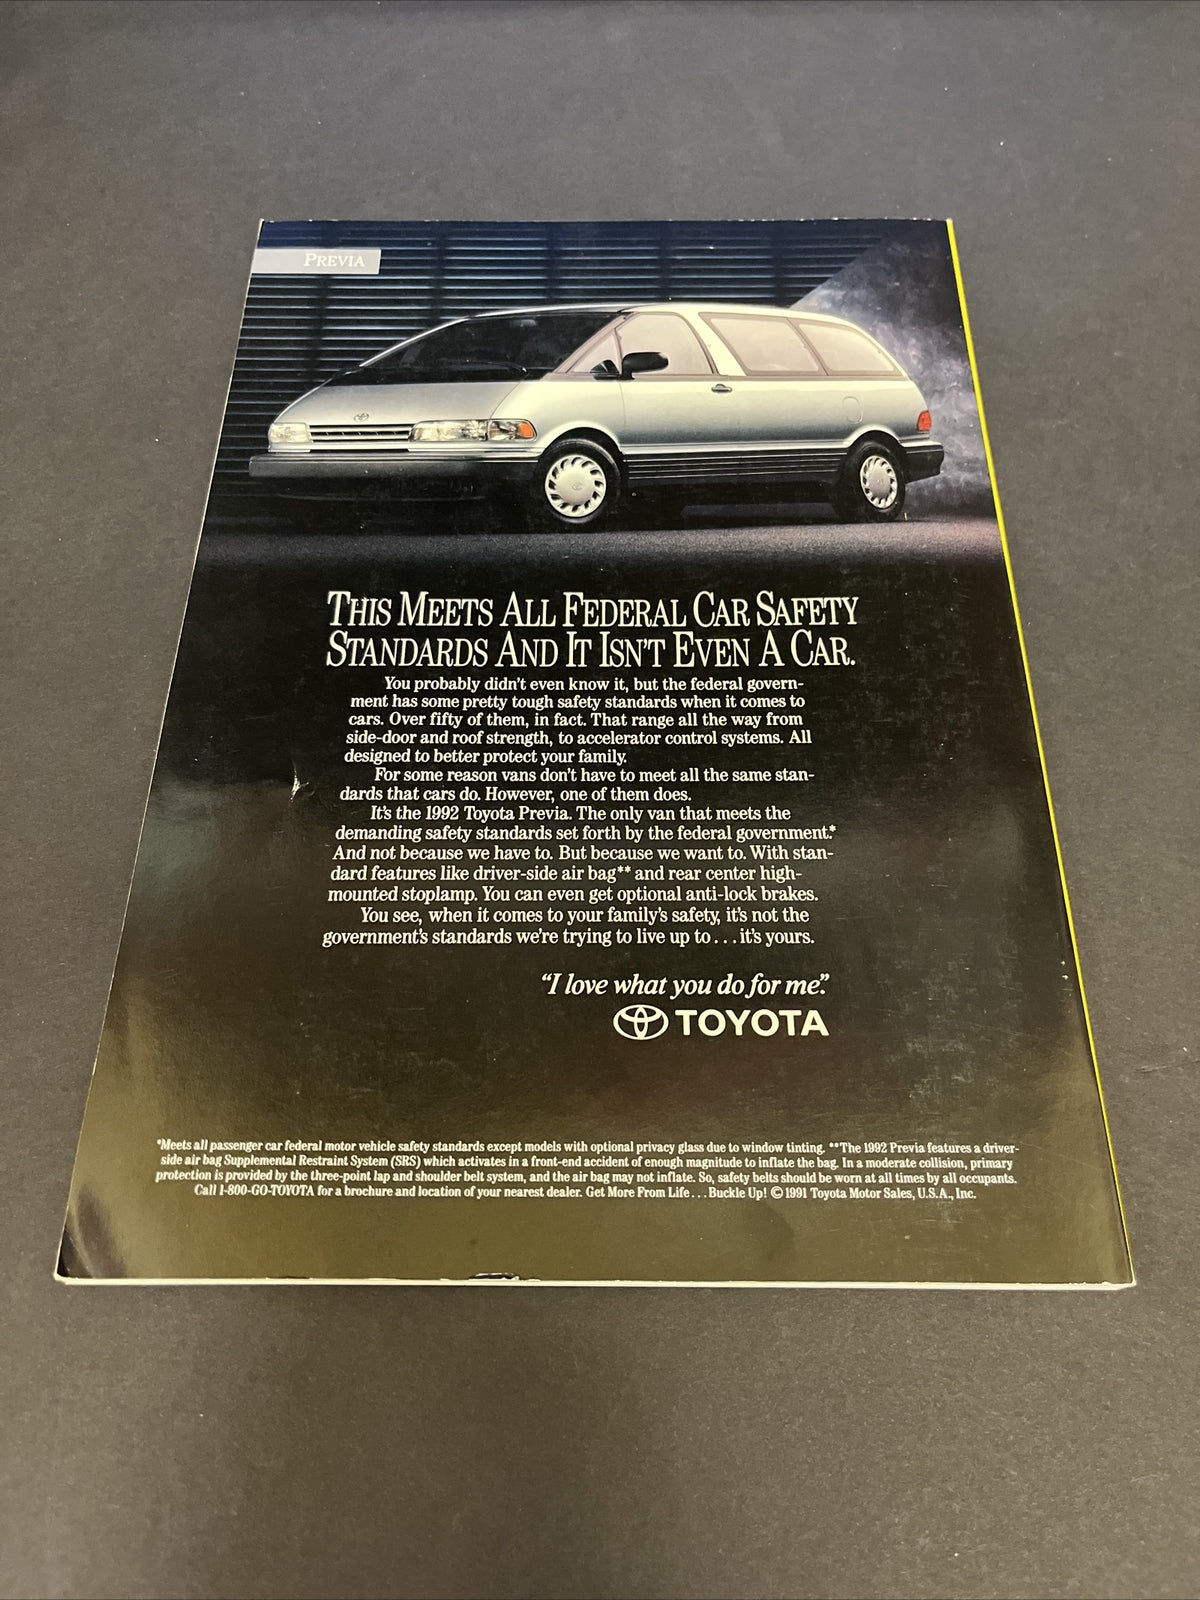 PREVIA
THIS MEETS ALL FEDERAL CAR SAFETY
STANDARDS AND IT ISN'T EVEN A CAR.
You probably didn't even know it, but the federal govern-
ment has some pretty tough safety standards when it comes to
cars. Over fifty of them, in fact. That range all the way from
side-door and roof strength, to accelerator control systems. All
designed to better protect your family.
For some reason vans don't have to meet all the same stan-
dards that cars do. However, one of them does.
It's the 1992 Toyota Previa. The only van that meets the
demanding safety standards set forth by the federal government.*
And not because we have to. But because we want to. With stan-
dard features like driver-side air bag** and rear center high-
mounted stoplamp. You can even get optional anti-lock brakes.
You see, when it comes to your family's safety, it's not the
government's standards we're trying to live up to...it's yours.
"I love what you do for me."
TOYOTA
*Meets all passenger car federal motor vehicle safety standards except models with optional privacy glass due to window tinting. **The 1992 Previa features a driver-
side air bag Supplemental Restraint System (SRS) which activates in a front-end accident of enough magnitude to inflate the bag. In a moderate collision, primary
protection is provided by the three-point lap and shoulder belt system, and the air bag may not inflate. So, safety belts should be worn at all times by all occupants.
Call 1-800-GO-TOYOTA for a brochure and location of your nearest dealer. Get More From Life...Buckle Up! © 1991 Toyota Motor Sales, U.S.A., Inc.